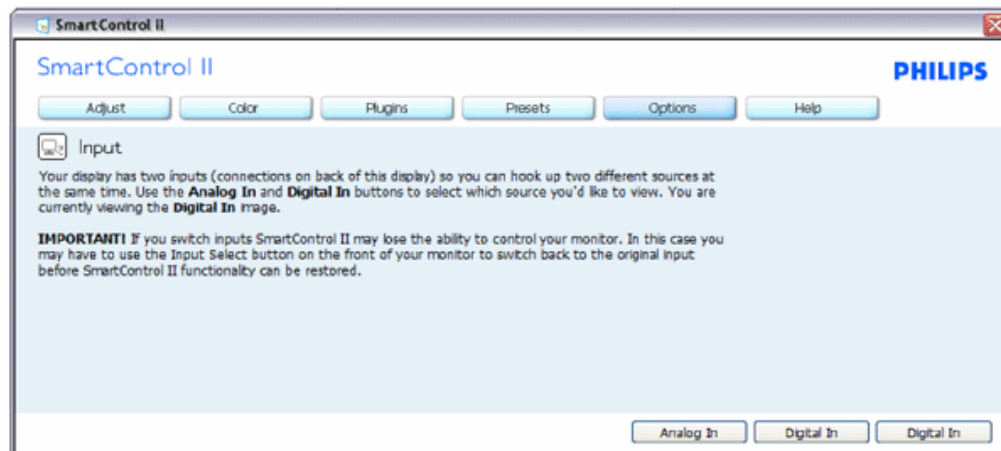 SmartControl II
SmartControl II
PHILIPS
Adjust
Color
Plugins
Presets
Options
Help
Input
Your display has two inputs (connections on back of this display) so you can hook up two different sources at
the same time. Use the Analog In and Digital In buttons to select which source you'd like to view. You are
currently viewing the Digital In image.
IMPORTANT! If you switch inputs SmartControl II may lose the ability to control your monitor. In this case you
may have to use the Input Select button on the front of your monitor to switch back to the original input
before SmartControl II functionality can be restored.
Analog In
Digital In
Digital In